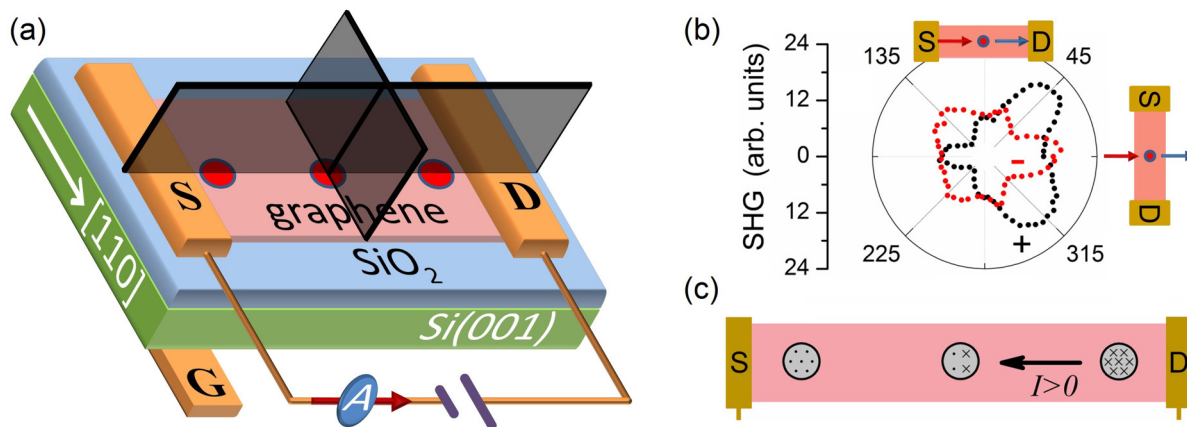 (a)
S
D
graphene
SiO₂
[110]
Si(001)
G
A
(b)
S
D
24
12
0
12
24
SHG (arb. units)
135
45
225
315
-
+
S
D
(c)
S
D
I>0